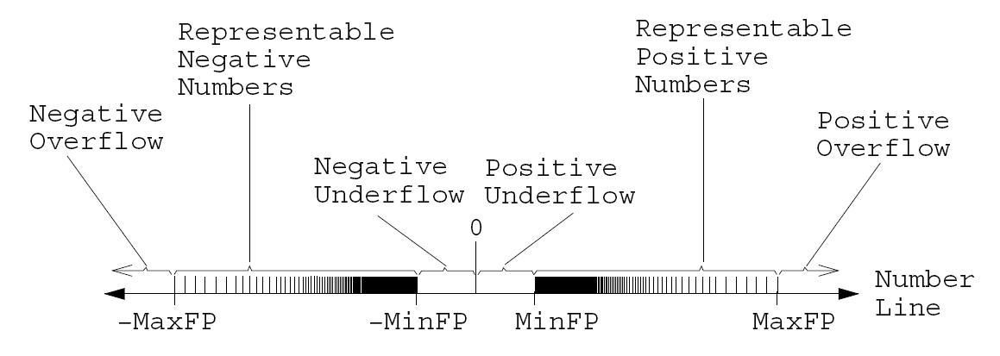 Representable
Negative
Numbers
Representable
Positive
Numbers
Negative
Overflow
Positive
Overflow
Negative
Underflow
Positive
Underflow
0
Number
Line
-MaxFP
-MinFP
MinFP
MaxFP